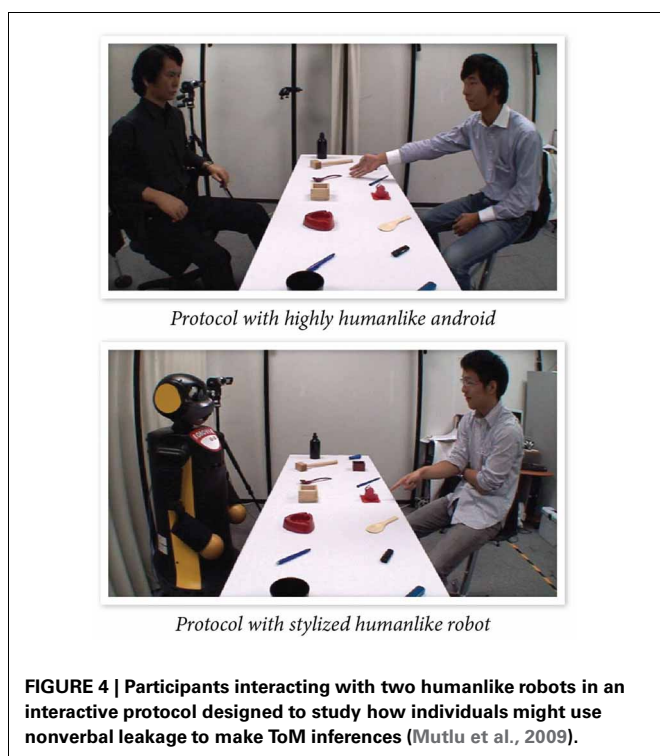 Protocol with highly humanlike android
Protocol with stylized humanlike robot
FIGURE 4 | Participants interacting with two humanlike robots in an
interactive protocol designed to study how individuals might use
nonverbal leakage to make ToM inferences (Mutlu et al., 2009).